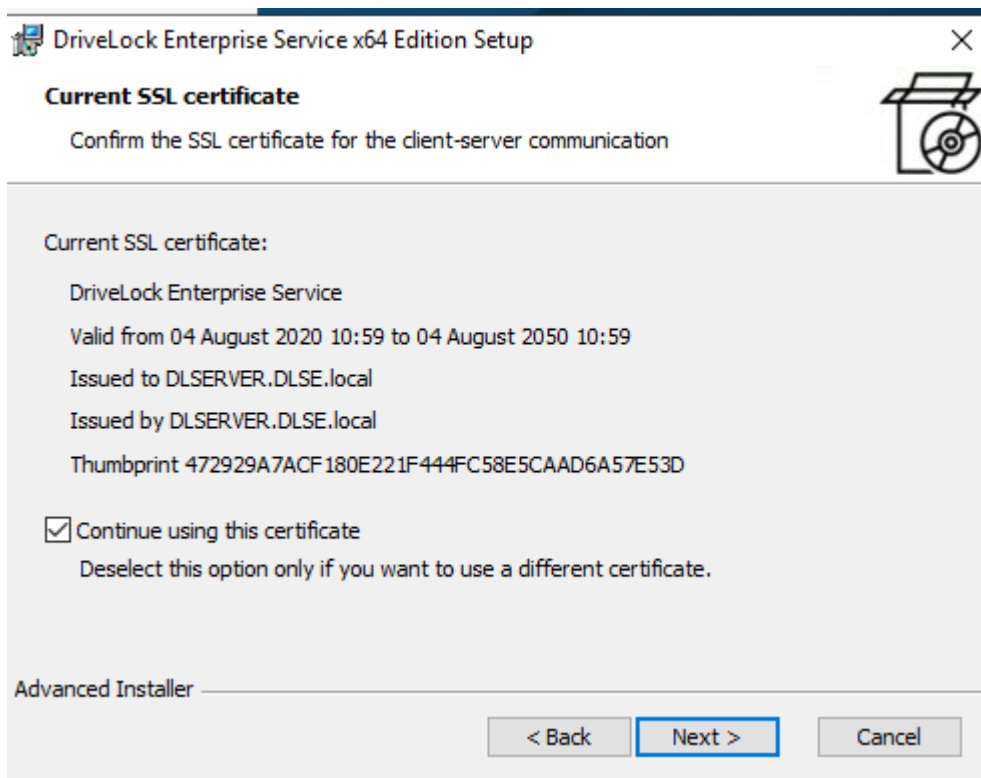 DriveLock Enterprise Service x64 Edition Setup
Current SSL certificate
Confirm the SSL certificate for the client-server communication
Current SSL certificate:
DriveLock Enterprise Service
Valid from 04 August 2020 10:59 to 04 August 2050 10:59
Issued to DLSERVER.DLSE.local
Issued by DLSERVER.DLSE.local
Thumbprint 472929A7ACF180E221F444FC58E5CAAD6A57E53D
Continue using this certificate
Deselect this option only if you want to use a different certificate.
Advanced Installer
< Back
Next >
Cancel